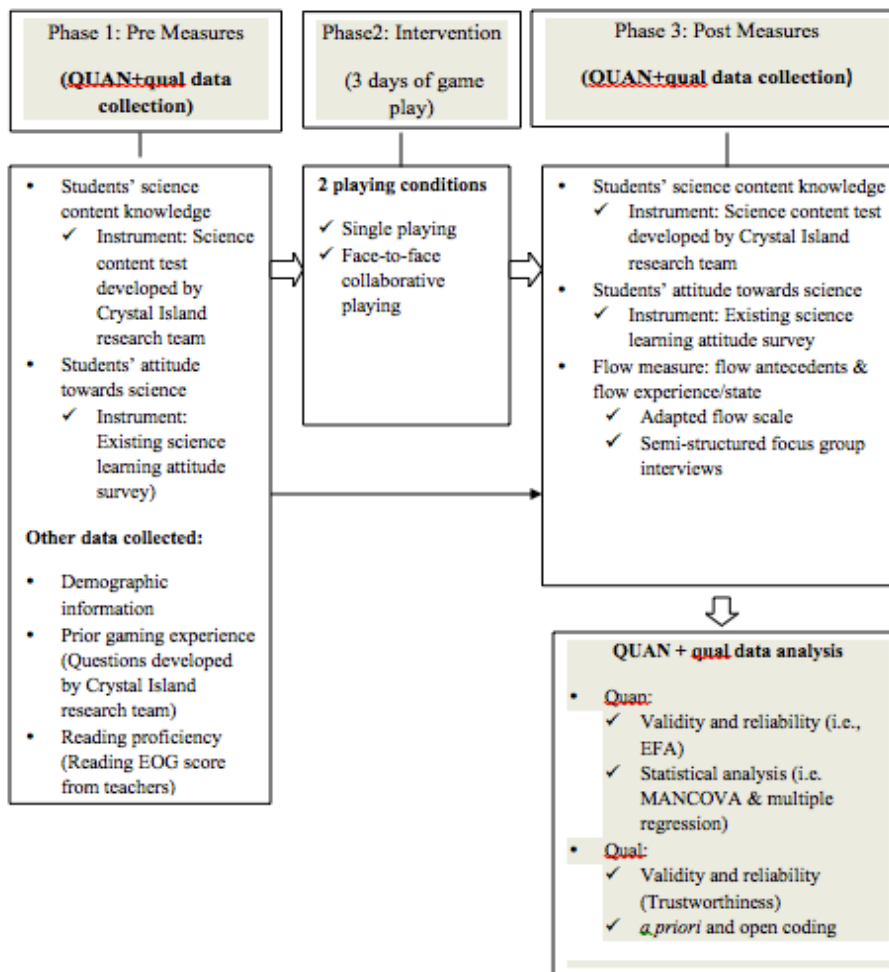 Phase 1: Pre Measures
(QUAN+qual data
collection)
Phase2: Intervention
(3 days of game
play)
Phase 3: Post Measures
(QUAN+qual data collection)
• Students’ science
content knowledge
✓ Instrument: Science
content test
developed by
Crystal Island
research team
• Students’ attitude
towards science
✓ Instrument:
Existing science
learning attitude
survey)
Other data collected:
• Demographic
information
• Prior gaming experience
(Questions developed
by Crystal Island
research team)
• Reading proficiency
(Reading EOG score
from teachers)
2 playing conditions
✓ Single playing
✓ Face-to-face
collaborative
playing
• Students’ science content knowledge
✓ Instrument: Science content test
developed by Crystal Island
research team
• Students’ attitude towards science
✓ Instrument: Existing science
learning attitude survey
• Flow measure: flow antecedents &
flow experience/state
✓ Adapted flow scale
✓ Semi-structured focus group
interviews
QUAN + qual data analysis
• Quan:
✓ Validity and reliability (i.e.,
EFA)
✓ Statistical analysis (i.e.
MANCOVA & multiple
regression)
• Qual:
✓ Validity and reliability
(Trustworthiness)
✓ a priori and open coding